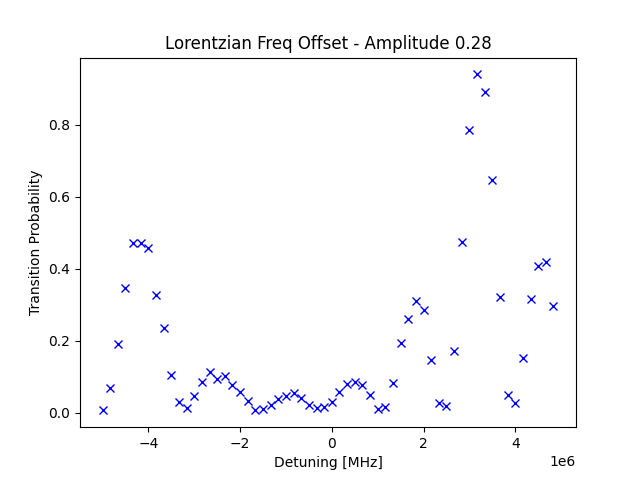 Lorentzian Freq Offset - Amplitude 0.28
Transition Probability
0.8
0.6
0.4
0.2
0.0
−4
−2
0
2
4
1e6
Detuning [MHz]